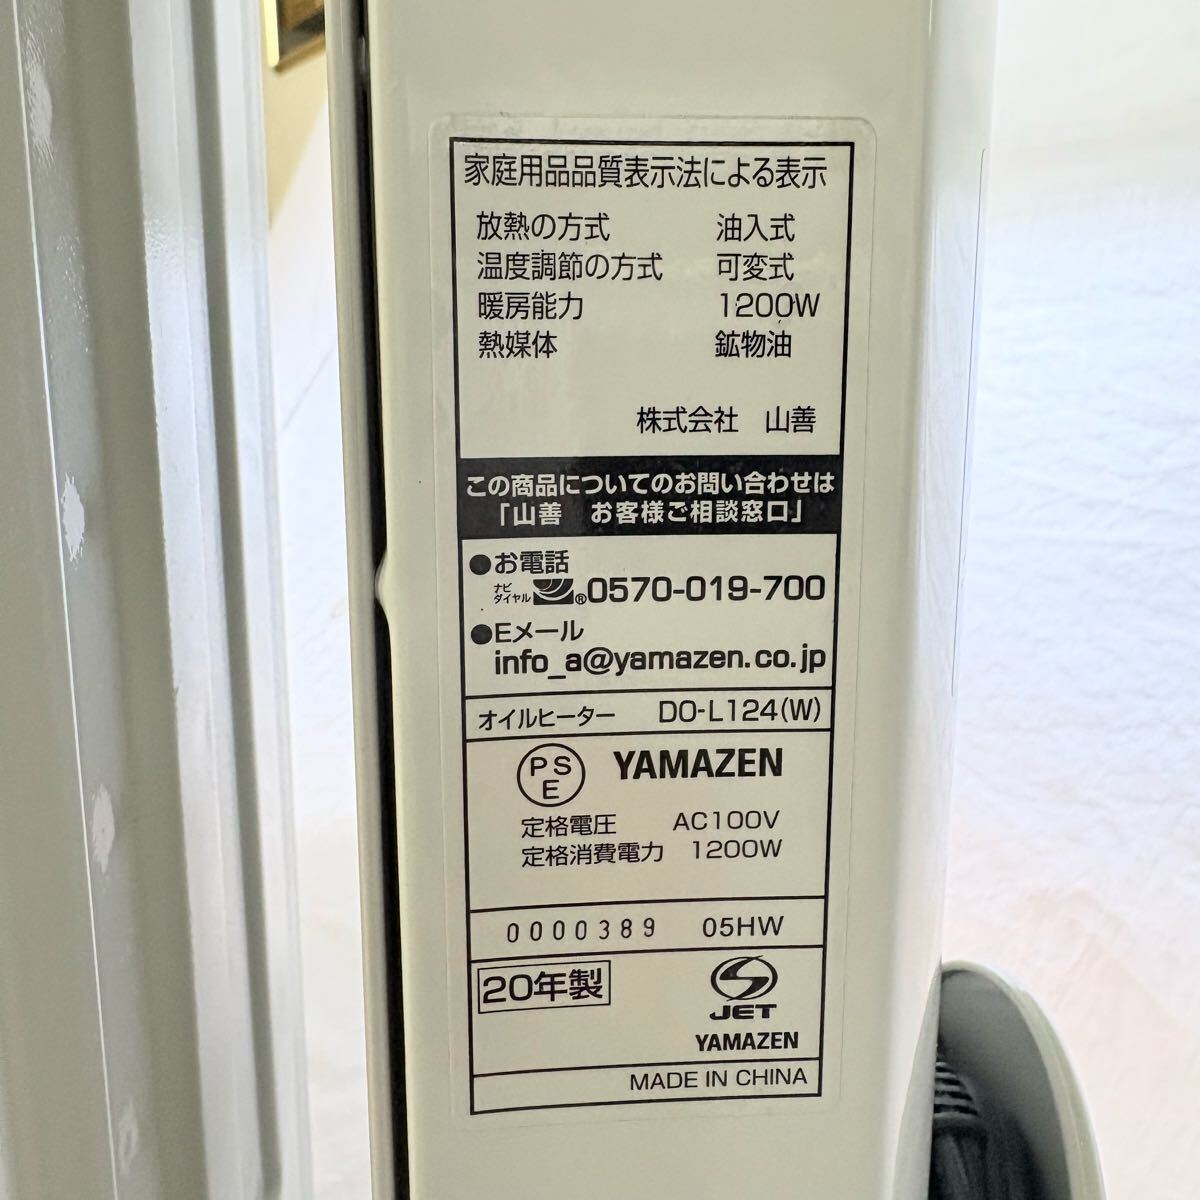 家庭用品品質表示法による表示
放熱の方式 油入式
温度調節の方式 可変式
暖房能力 1200W
熱媒体 鉱物油
株式会社 山善
この商品についてのお問い合わせは
「山善 お客様ご相談窓口」
●お電話
ナビダイヤル ®0570-019-700
●Eメール
info_a@yamazen.co.jp
オイルヒーター DO-L124(W)
PSE YAMAZEN
定格電圧 AC100V
定格消費電力 1200W
0000389 05HW
20年製
JET
YAMAZEN
MADE IN CHINA